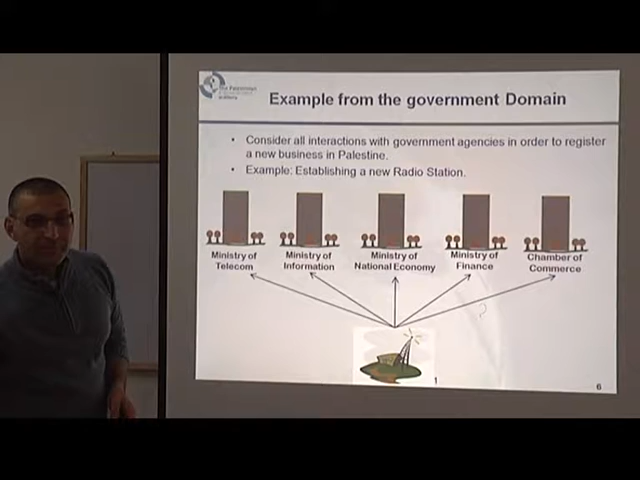 Example from the government Domain
• Consider all interactions with government agencies in order to register
a new business in Palestine.
• Example: Establishing a new Radio Station.
Ministry of
Telecom
Ministry of
Information
Ministry of
National Economy
Ministry of
Finance
Chamber of
Commerce
?
1
6